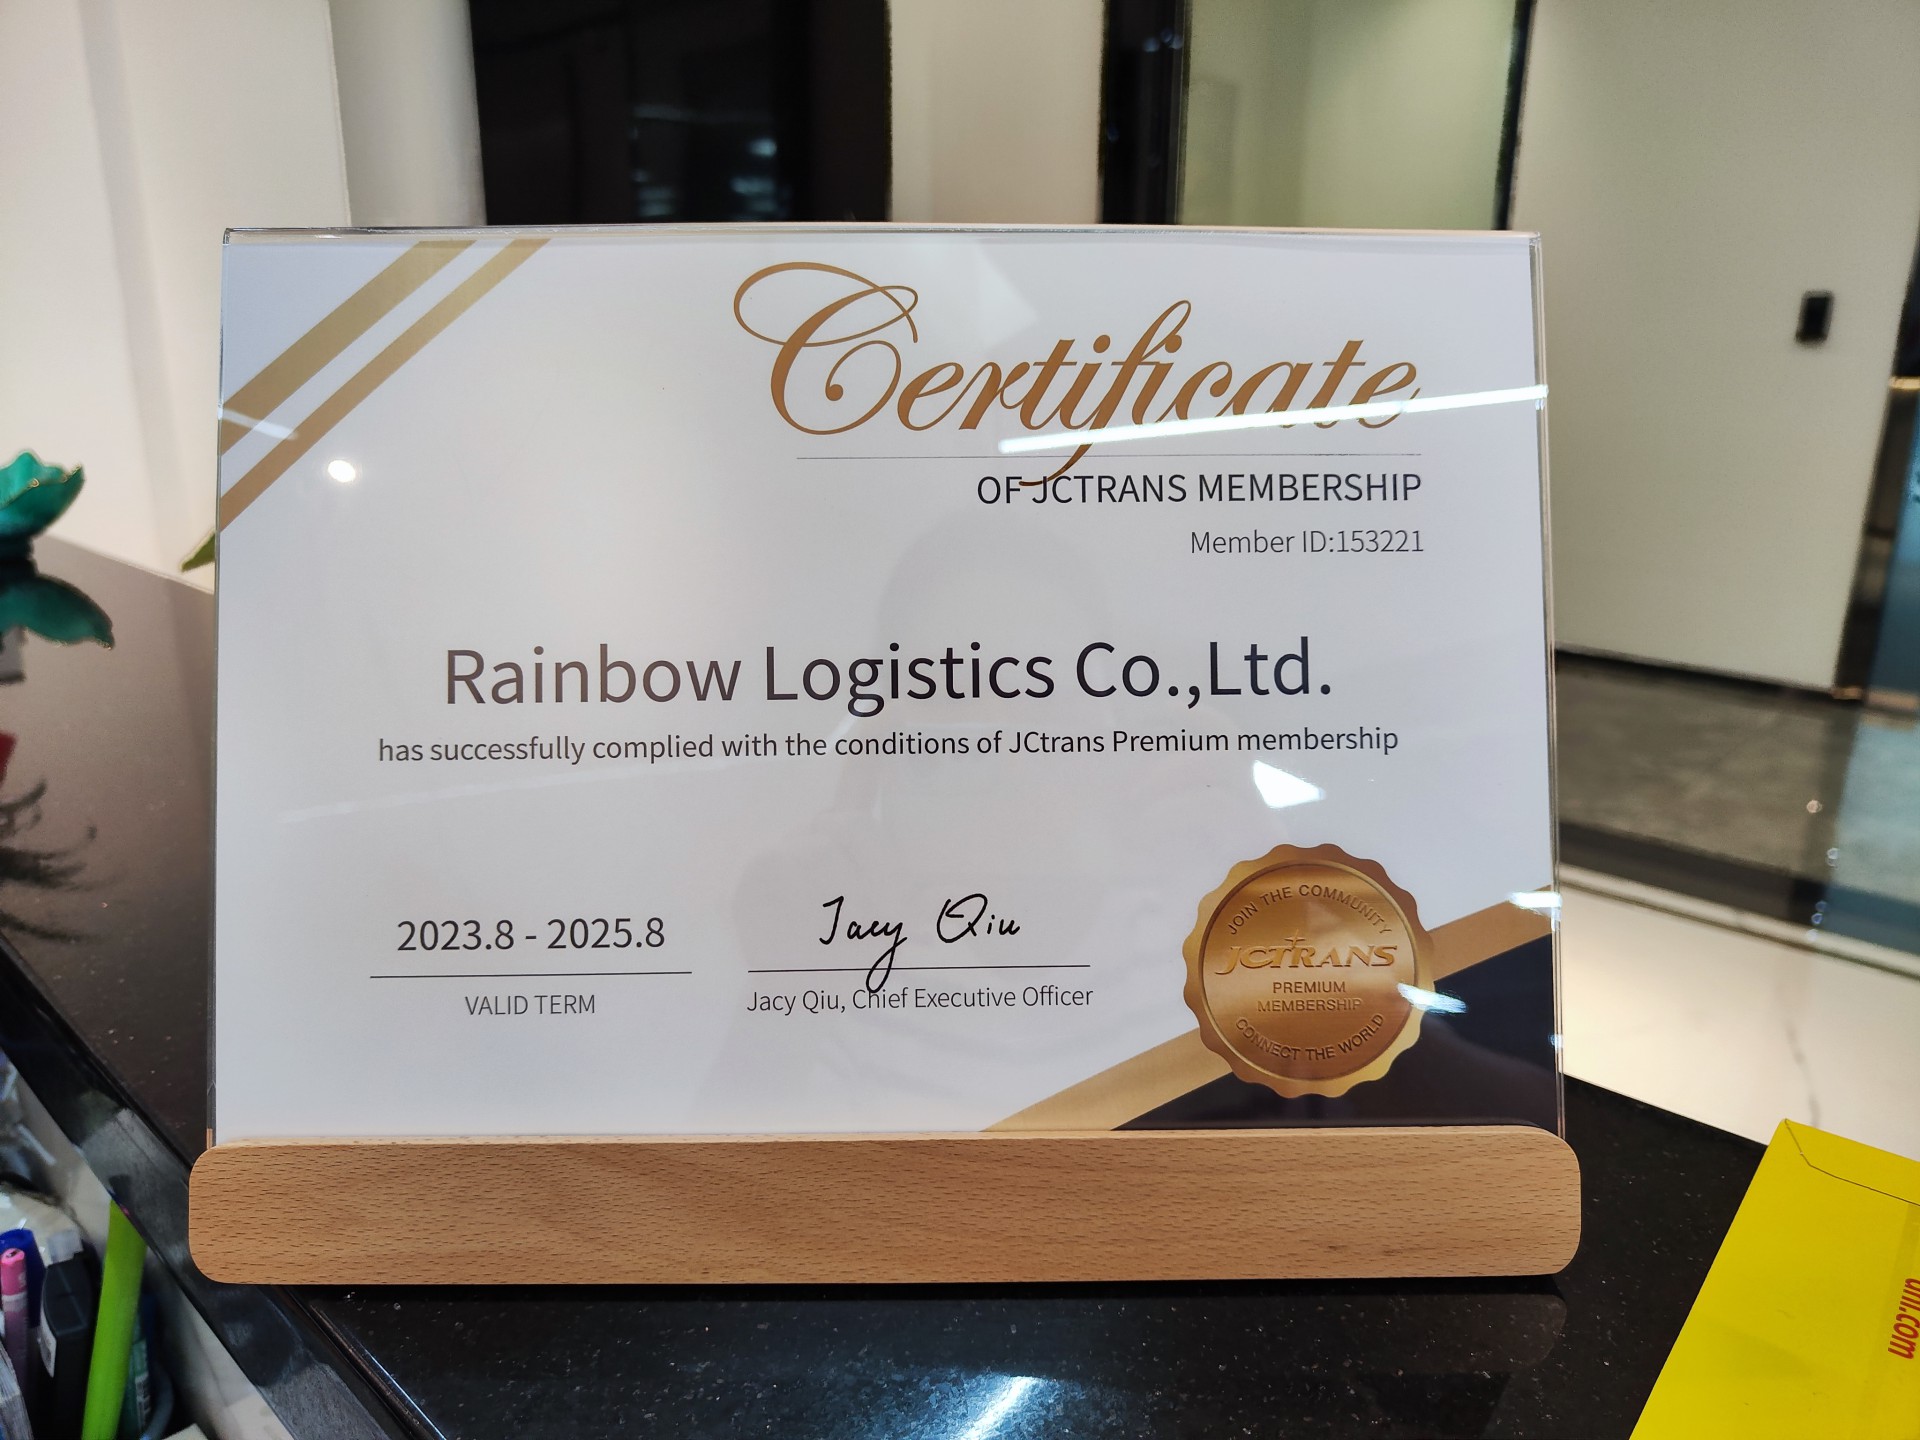 Certificate
OF JCTRANS MEMBERSHIP
Member ID:153221
Rainbow Logistics Co.,Ltd.
has successfully complied with the conditions of JCtrans Premium membership
2023.8 - 2025.8
VALID TERM
Jacy Qiu
Jacy Qiu, Chief Executive Officer
JOIN THE COMMUNITY
JCTRANS
PREMIUM
MEMBERSHIP
CONNECT THE WORLD
dhl.com